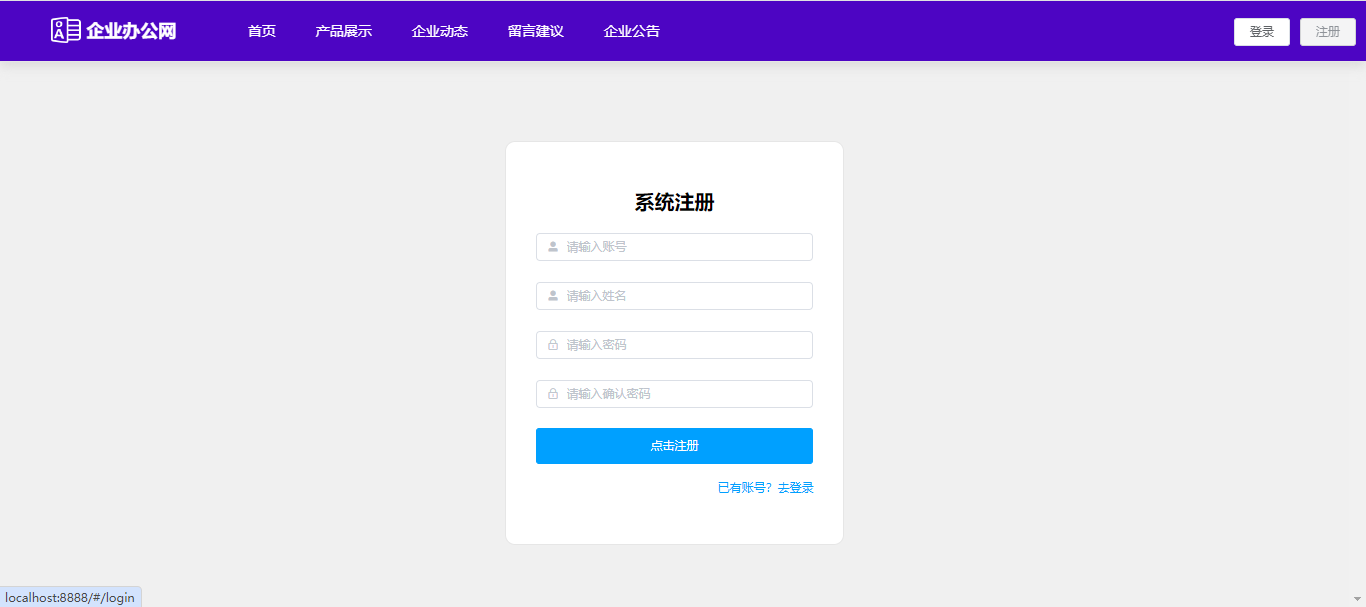 OA 企业办公网 首页 产品展示 企业动态 留言建议 企业公告 登录 注册
系统注册
请输入账号
请输入姓名
请输入密码
请输入确认密码
点击注册
已有账号？去登录
localhost:8888/#/login